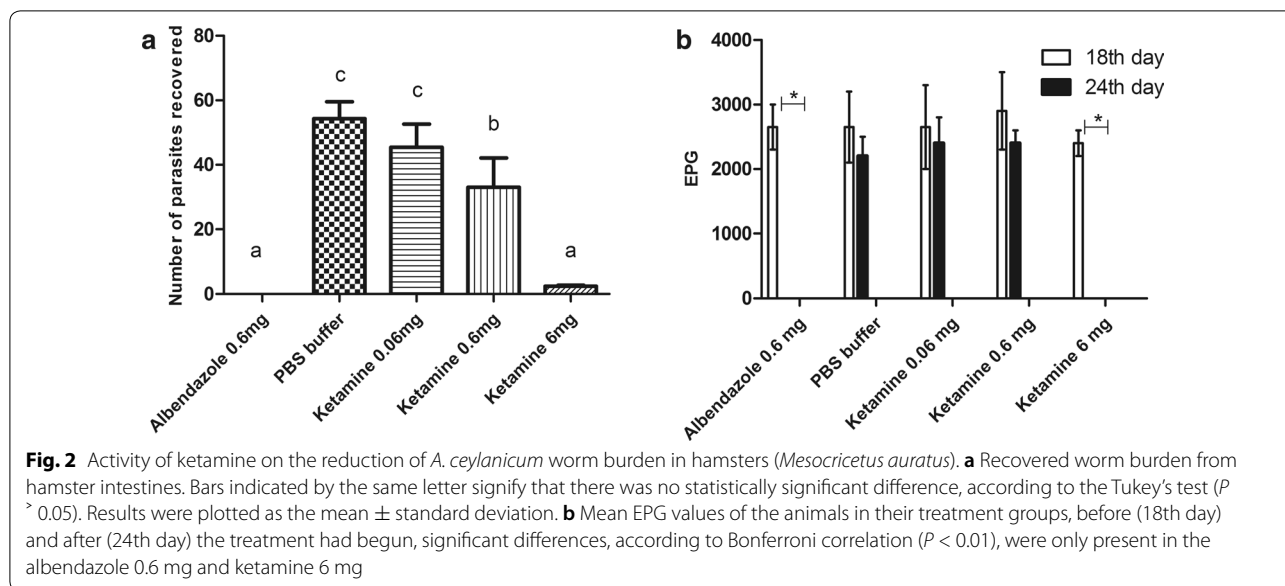 a
Number of parasites recovered
80
60
40
20
0
a
c
c
b
a
Albendazole 0.6mg
PBS buffer
Ketamine 0.06mg
Ketamine 0.6mg
Ketamine 6mg
b
EPG
4000
3000
2000
1000
0
18th day
24th day
*
*
Albendazole 0.6 mg
PBS buffer
Ketamine 0.06 mg
Ketamine 0.6 mg
Ketamine 6 mg
Fig. 2 Activity of ketamine on the reduction of A. ceylanicum worm burden in hamsters (Mesocricetus auratus). a Recovered worm burden from
hamster intestines. Bars indicated by the same letter signify that there was no statistically significant difference, according to the Tukey's test (P
> 0.05). Results were plotted as the mean ± standard deviation. b Mean EPG values of the animals in their treatment groups, before (18th day)
and after (24th day) the treatment had begun, significant differences, according to Bonferroni correlation (P < 0.01), were only present in the
albendazole 0.6 mg and ketamine 6 mg